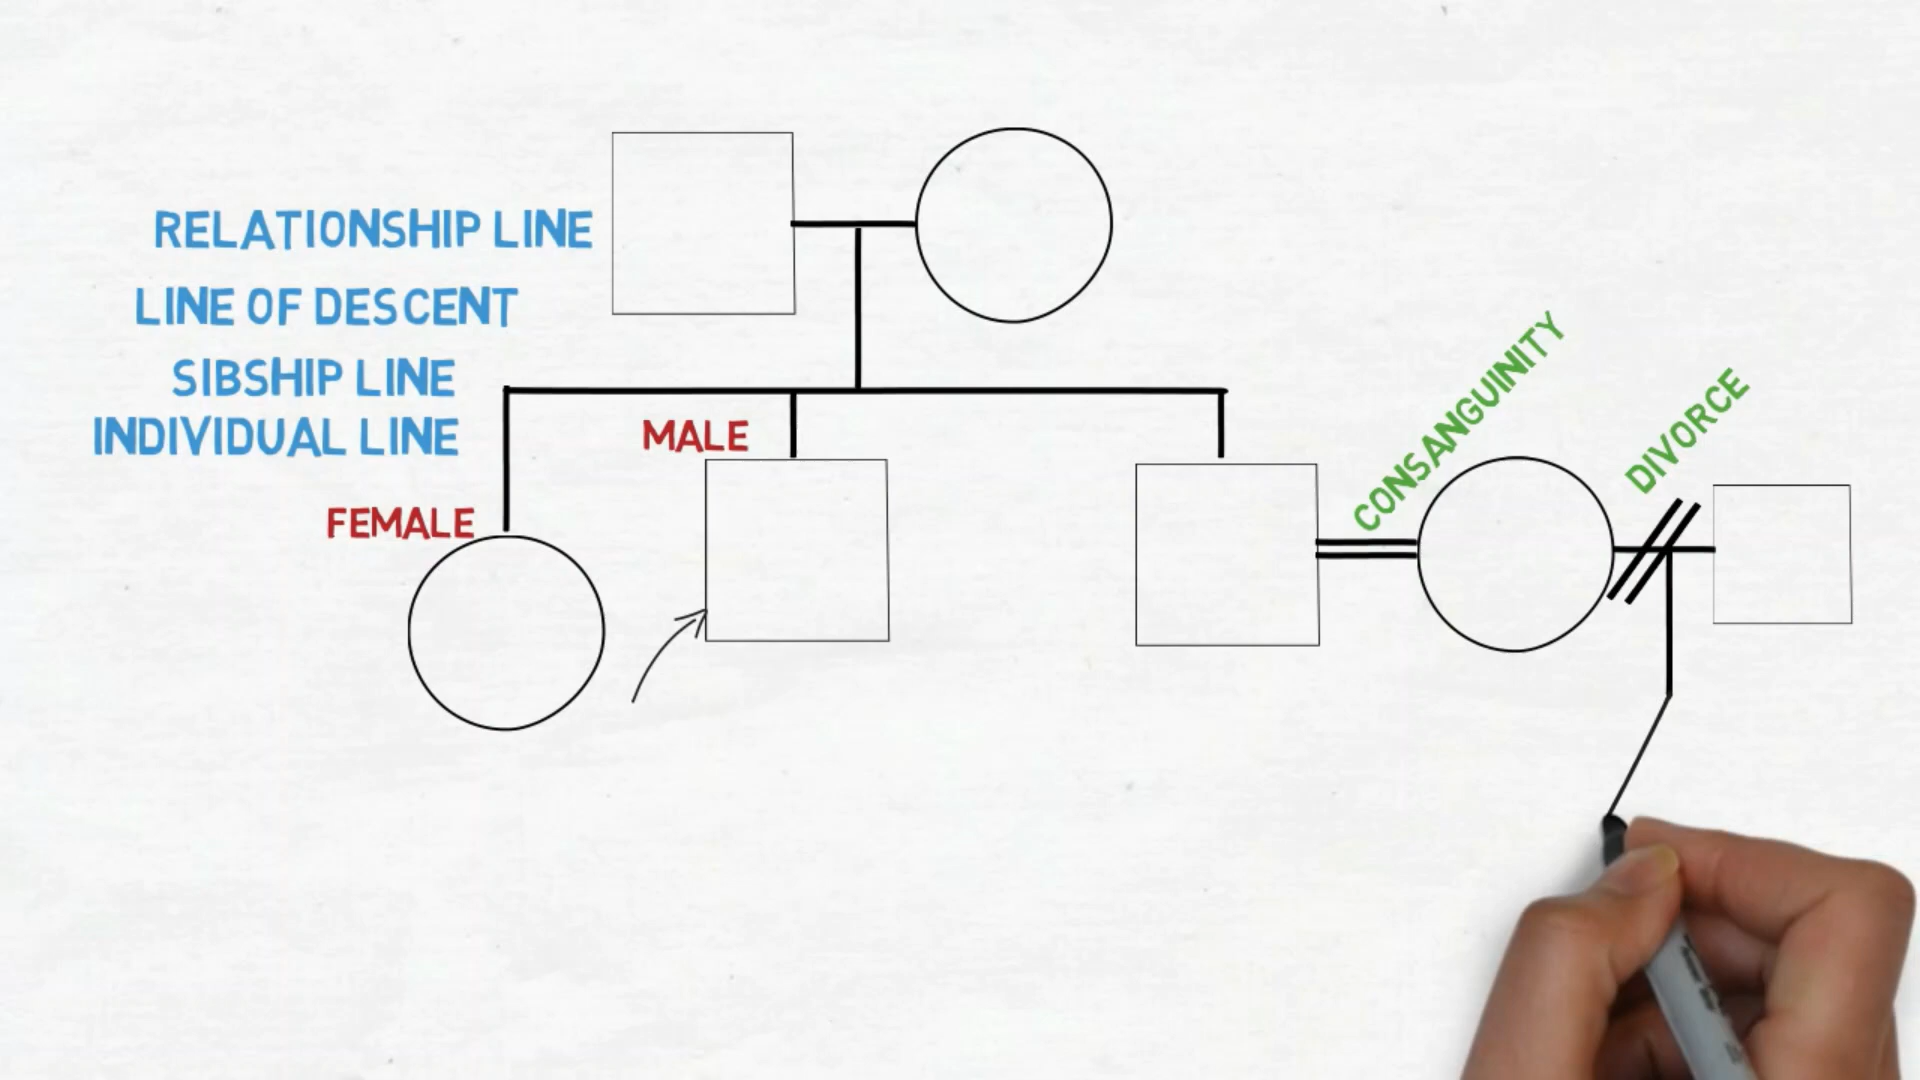 RELATIONSHIP LINE
LINE OF DESCENT
SIBSHIP LINE
INDIVIDUAL LINE
MALE
FEMALE
CONSANGUINITY
DIVORCE